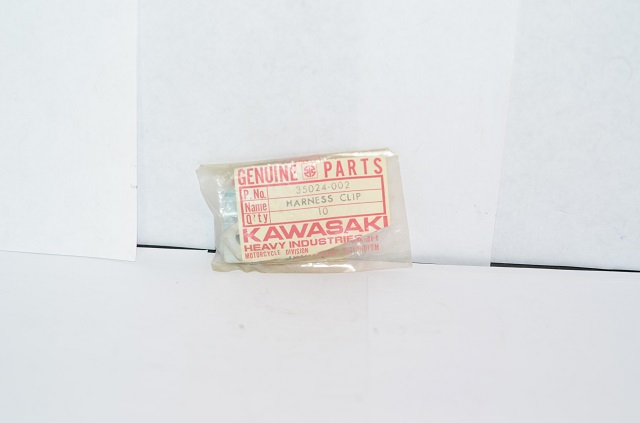 GENUINE PARTS
P. No. 35024-002
Name HARNESS CLIP
Q'ty 10
KAWASAKI
HEAVY INDUSTRIES
MOTORCYCLE DIVISION